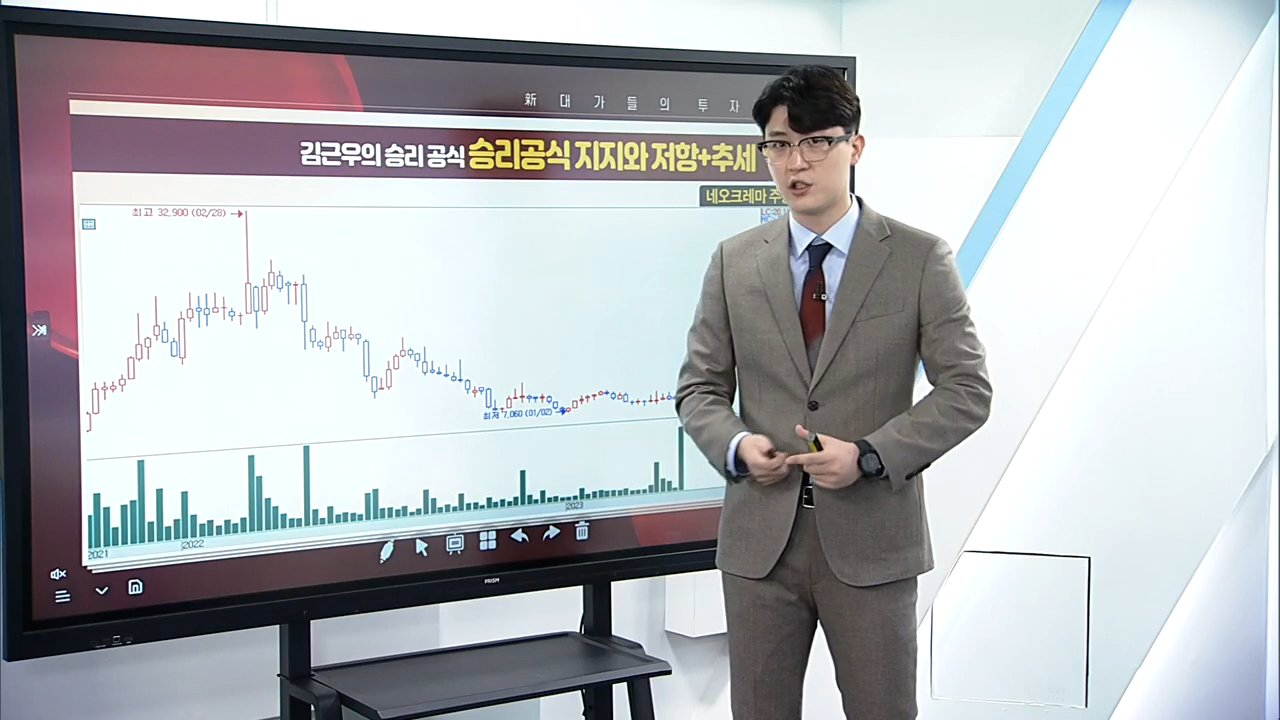 新 대 가 들 의 투 자
김근우의 승리 공식 승리공식 지지와 저항+추세
네오크레마
최고 32,900 (02/28)
최저 7,060 (01/02)
2021
2022
2023
PRISM